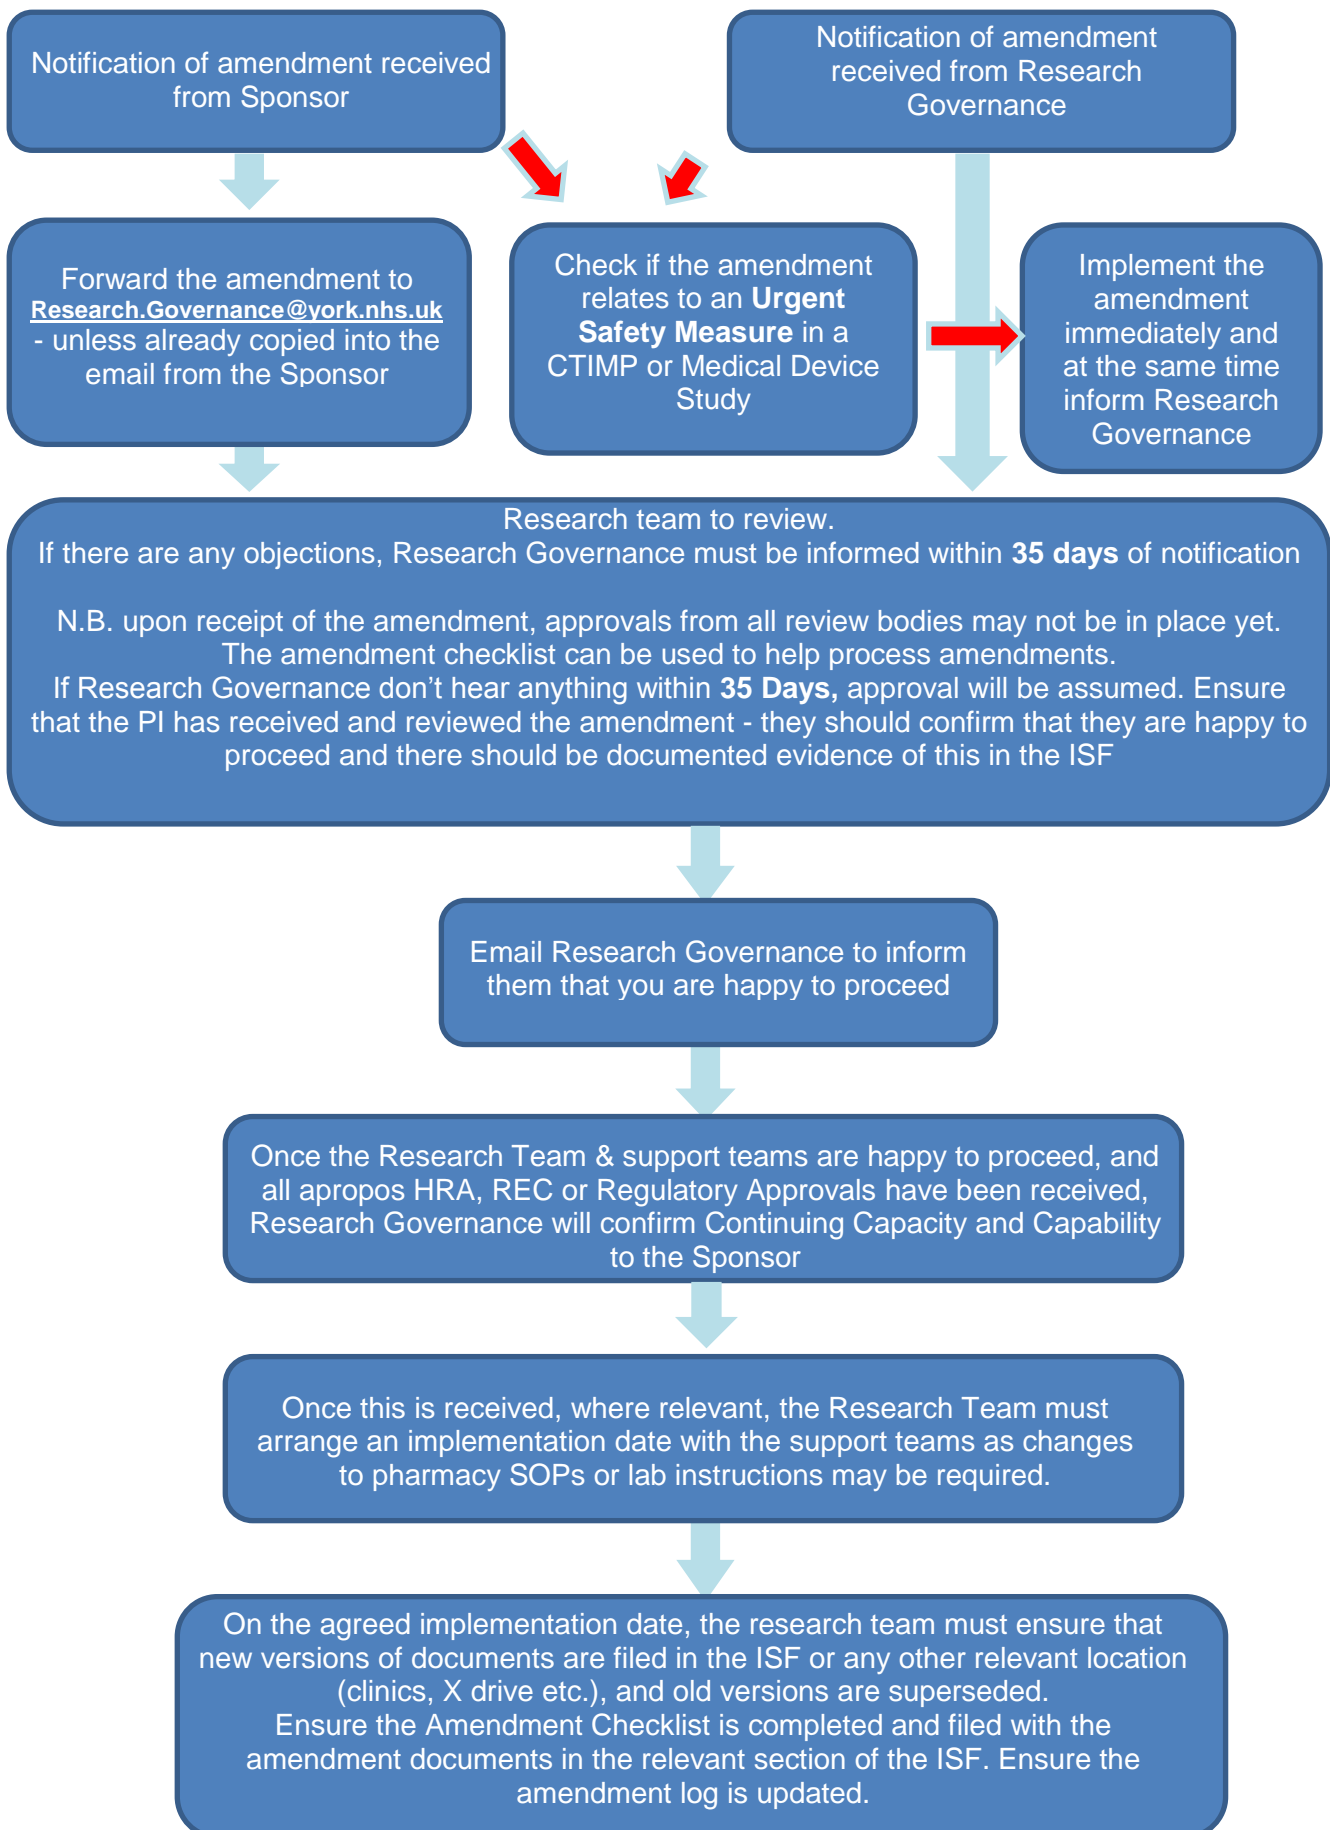 Notification of amendment received
from Sponsor
Notification of amendment
received from Research
Governance
Forward the amendment to
Research.Governance@york.nhs.uk
- unless already copied into the
email from the Sponsor
Check if the amendment
relates to an Urgent
Safety Measure in a
CTIMP or Medical Device
Study
Implement the
amendment
immediately and
at the same time
inform Research
Governance
Research team to review.
If there are any objections, Research Governance must be informed within 35 days of notification
N.B. upon receipt of the amendment, approvals from all review bodies may not be in place yet.
The amendment checklist can be used to help process amendments.
If Research Governance don’t hear anything within 35 Days, approval will be assumed. Ensure
that the PI has received and reviewed the amendment - they should confirm that they are happy to
proceed and there should be documented evidence of this in the ISF
Email Research Governance to inform
them that you are happy to proceed
Once the Research Team & support teams are happy to proceed, and
all apropos HRA, REC or Regulatory Approvals have been received,
Research Governance will confirm Continuing Capacity and Capability
to the Sponsor
Once this is received, where relevant, the Research Team must
arrange an implementation date with the support teams as changes
to pharmacy SOPs or lab instructions may be required.
On the agreed implementation date, the research team must ensure that
new versions of documents are filed in the ISF or any other relevant location
(clinics, X drive etc.), and old versions are superseded.
Ensure the Amendment Checklist is completed and filed with the
amendment documents in the relevant section of the ISF. Ensure the
amendment log is updated.